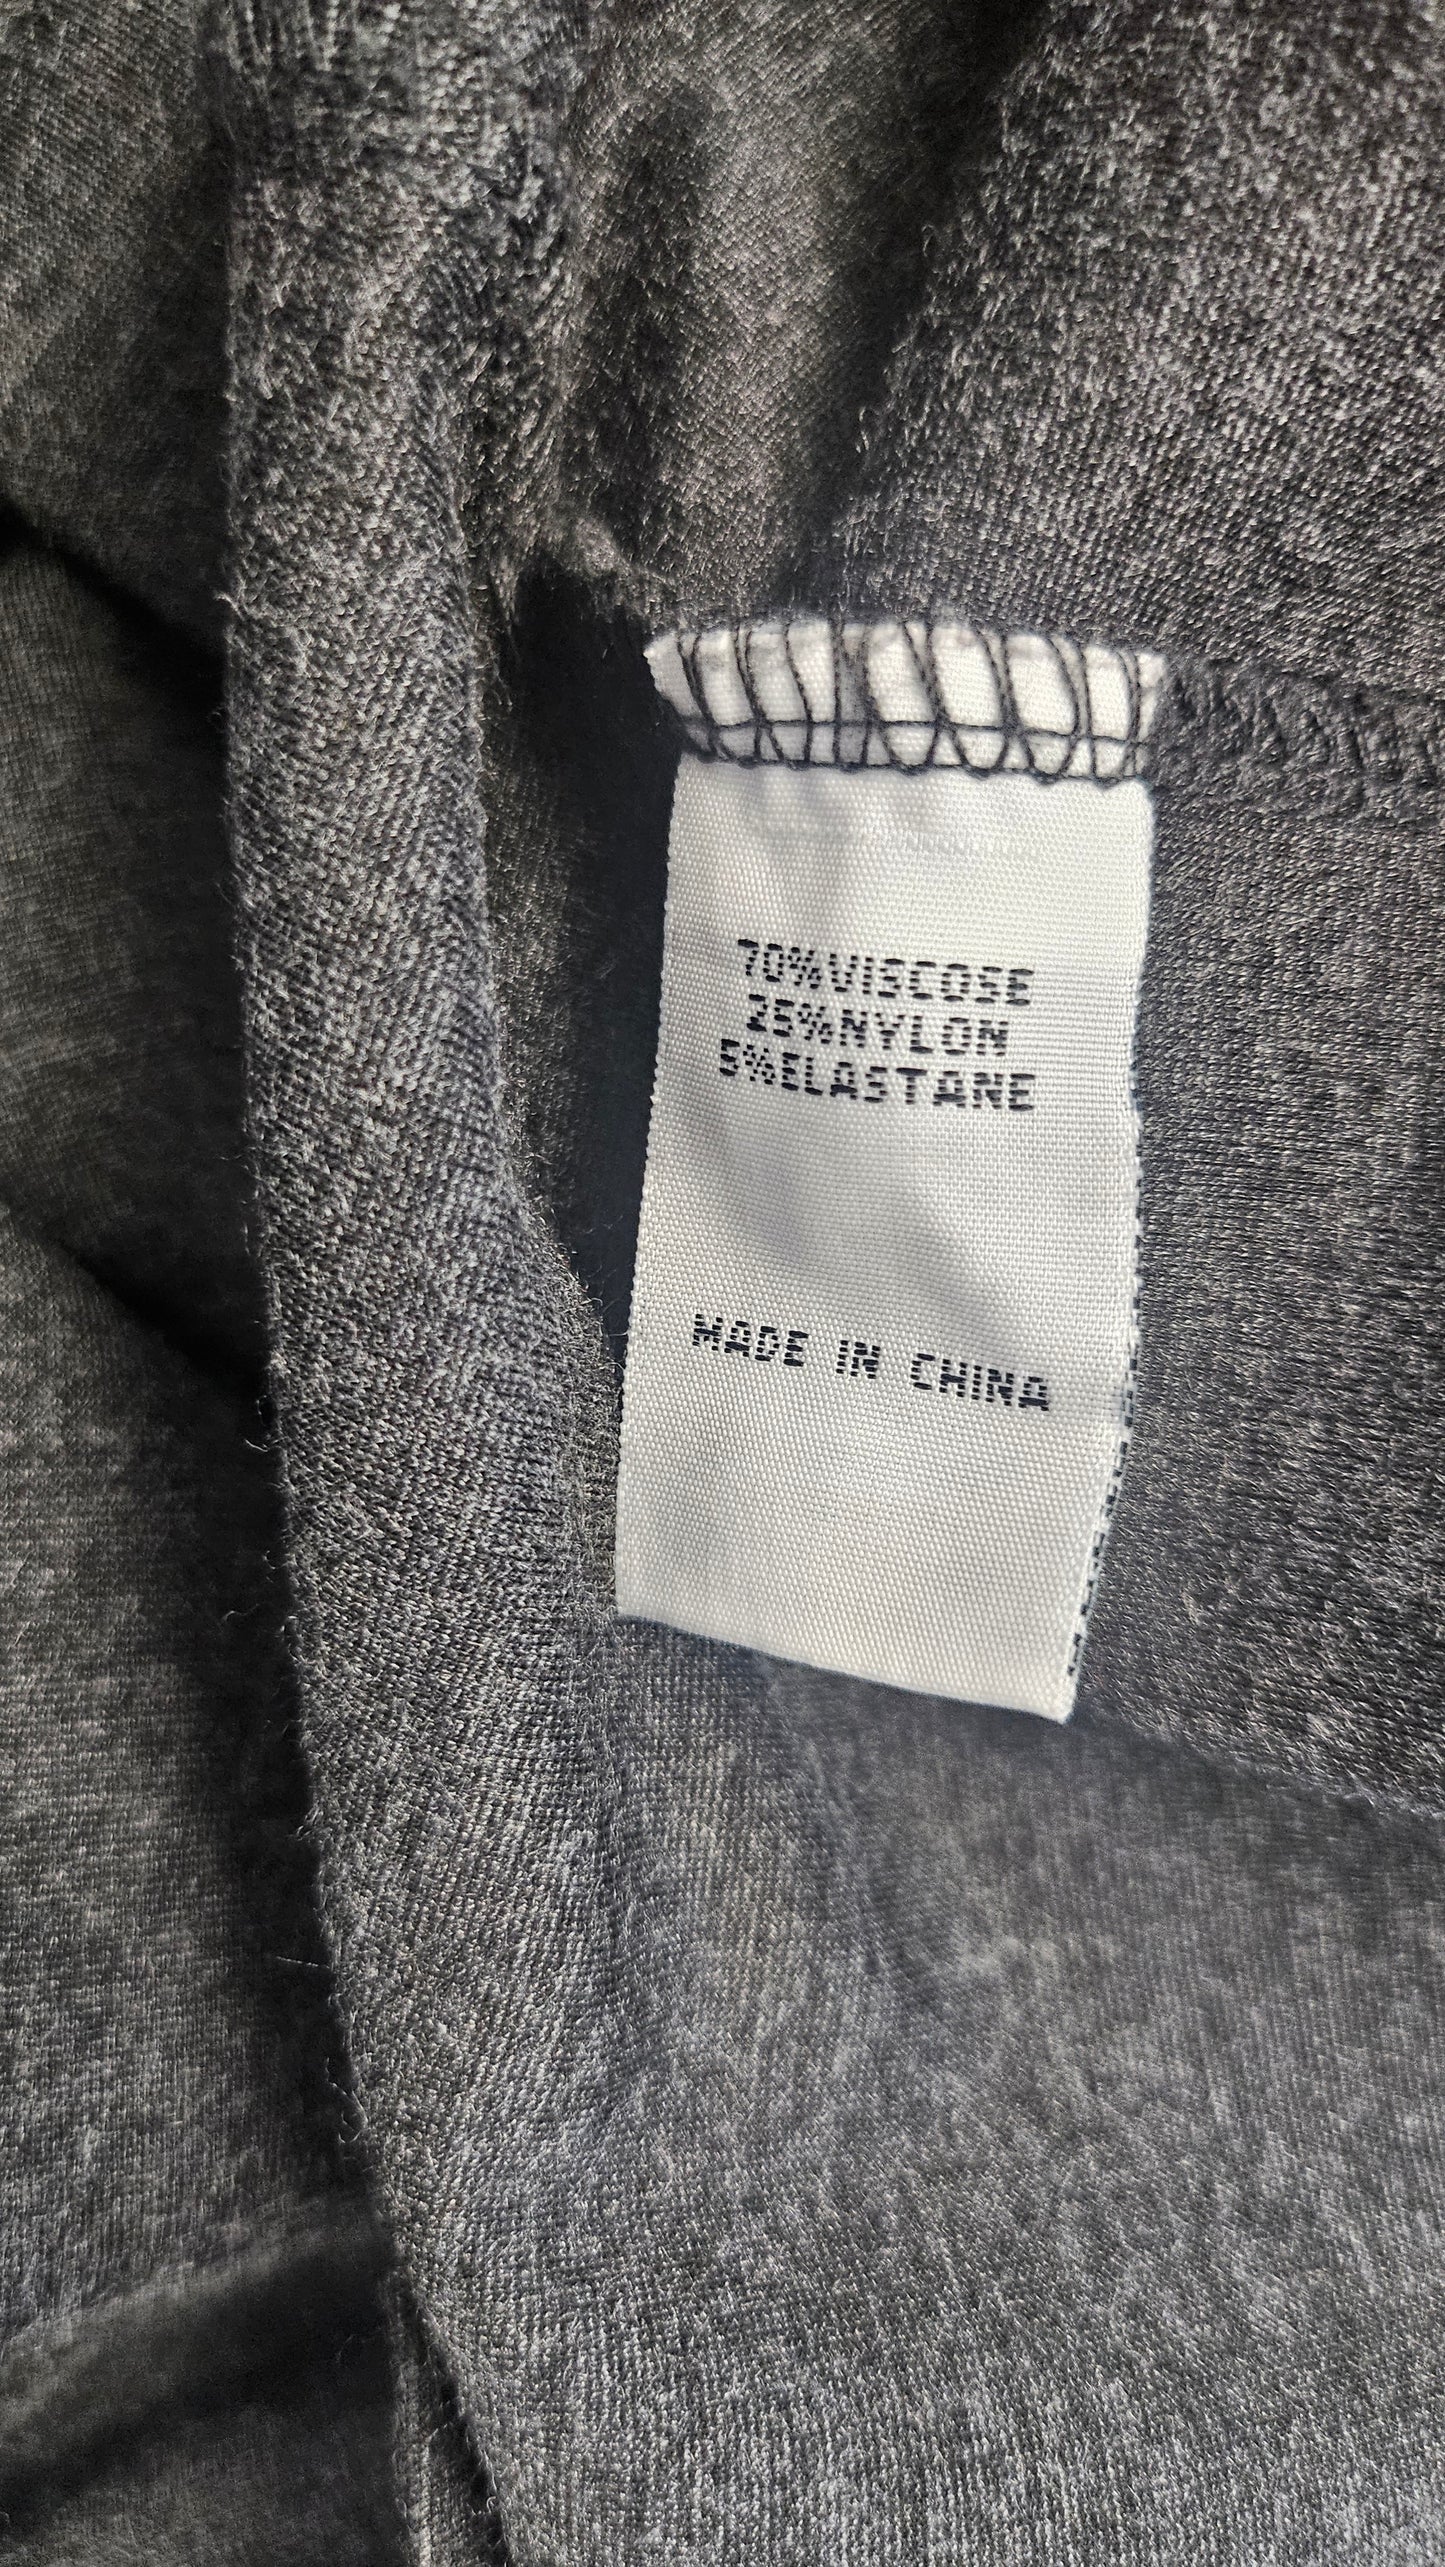 70%VISCOSE
25%NYLON
5%ELASTANE
MADE IN CHINA